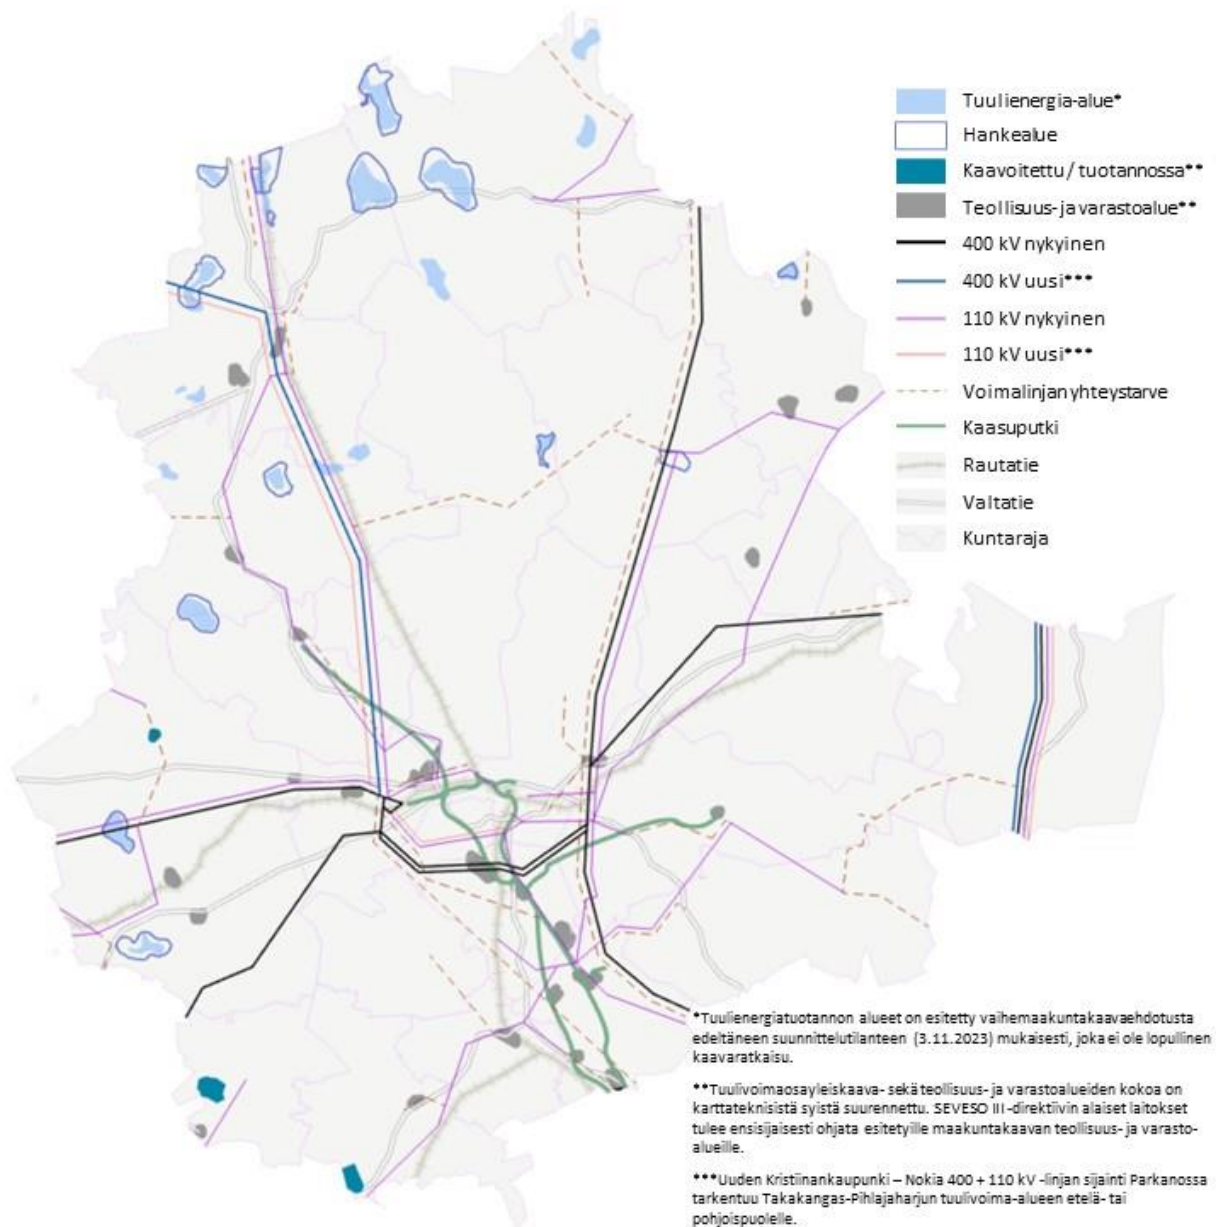 Tuulienergia-alue*
Hankealue
Kaavoitettu/ tuotannossa**
Teollisuus- ja varastoalue**
400 kV nykyinen
400 kV uusi***
110 kV nykyinen
110 kV uusi***
Voimalinjan yhteystarve
Kaasuputki
Rautatie
Valtatie
Kuntaraja
*Tuulienergiatuotannon alueet on esitetty vaihemaakuntakaavaehdotusta
edeltäneen suunnittelutilanteen (3.11.2023) mukaisesti, joka ei ole lopullinen
kaavaratkaisu.
**Tuulivoimaosayleiskaava- sekä teollisuus- ja varastoalueiden kokoa on
karttateknisistä syistä suurennettu. SEVESO III -direktiivin alaiset laitokset
tulee ensisijaisesti ohjata esitetyille maakuntakaavan teollisuus- ja varasto-
alueille.
***Uuden Kristiinankaupunki – Nokia 400 + 110 kV -linjan sijainti Parkanossa
tarkentuu Takakangas-Pihlajaharjun tuulivoima-alueen etelä- tai
pohjoispuolelle.